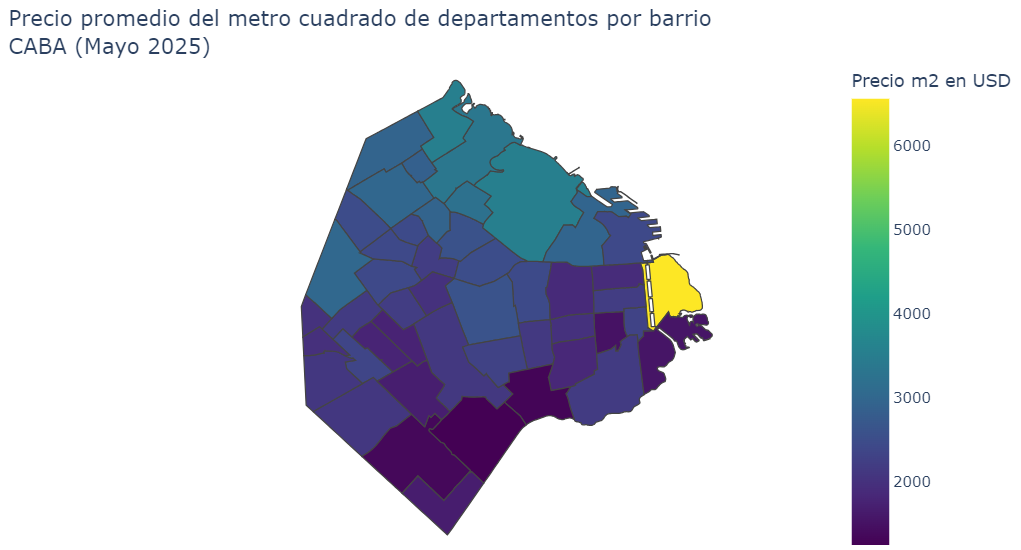 Precio promedio del metro cuadrado de departamentos por barrio
CABA (Mayo 2025)
Precio m2 en USD
6000
5000
4000
3000
2000